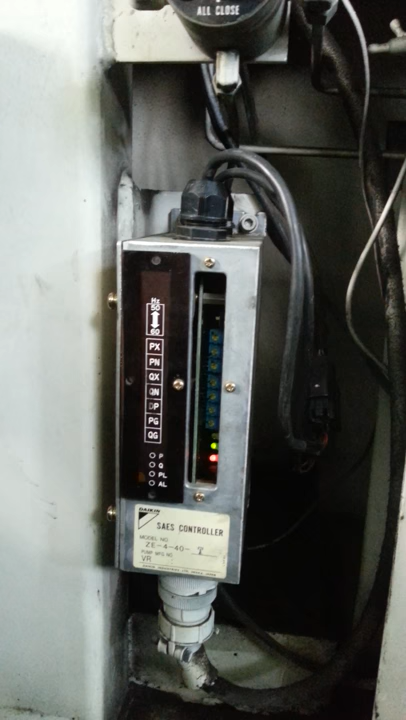 ALL CLOSE
Hz
50
60
PX
PN
QX
QN
DP
PG
QG
P
Q
PL
AL
DAIKIN
SAES CONTROLLER
MODEL NO.
ZE-4-40-
PUMP MFG NO.
VR